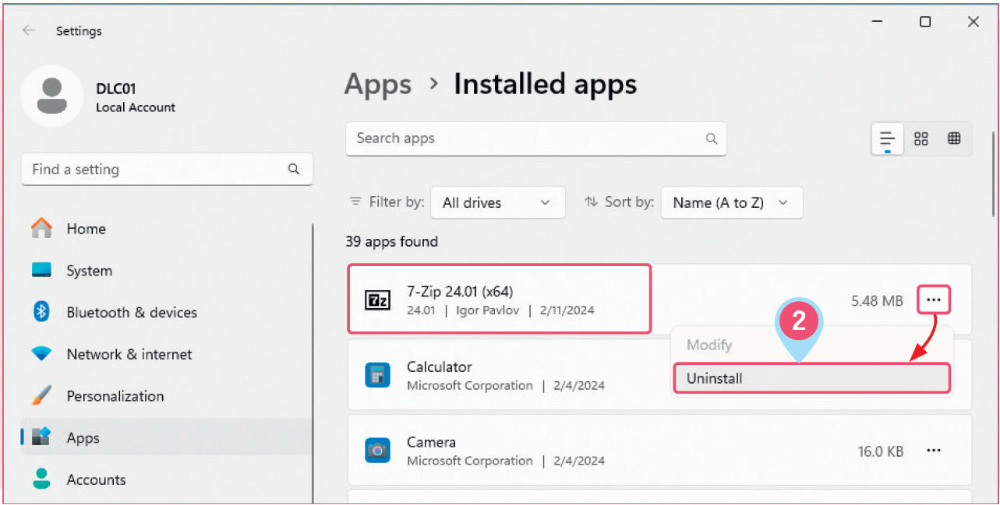 Settings
DLC01
Local Account
Find a setting
Home
System
Bluetooth & devices
Network & internet
Personalization
Apps
Accounts
Apps > Installed apps
Search apps
Filter by: All drives Sort by: Name (A to Z)
39 apps found
7z 7-Zip 24.01 (x64) 5.48 MB ...
24.01 | Igor Pavlov | 2/11/2024
2
Modify
Uninstall
Calculator
Microsoft Corporation | 2/4/2024
Camera 16.0 KB ...
Microsoft Corporation | 2/4/2024